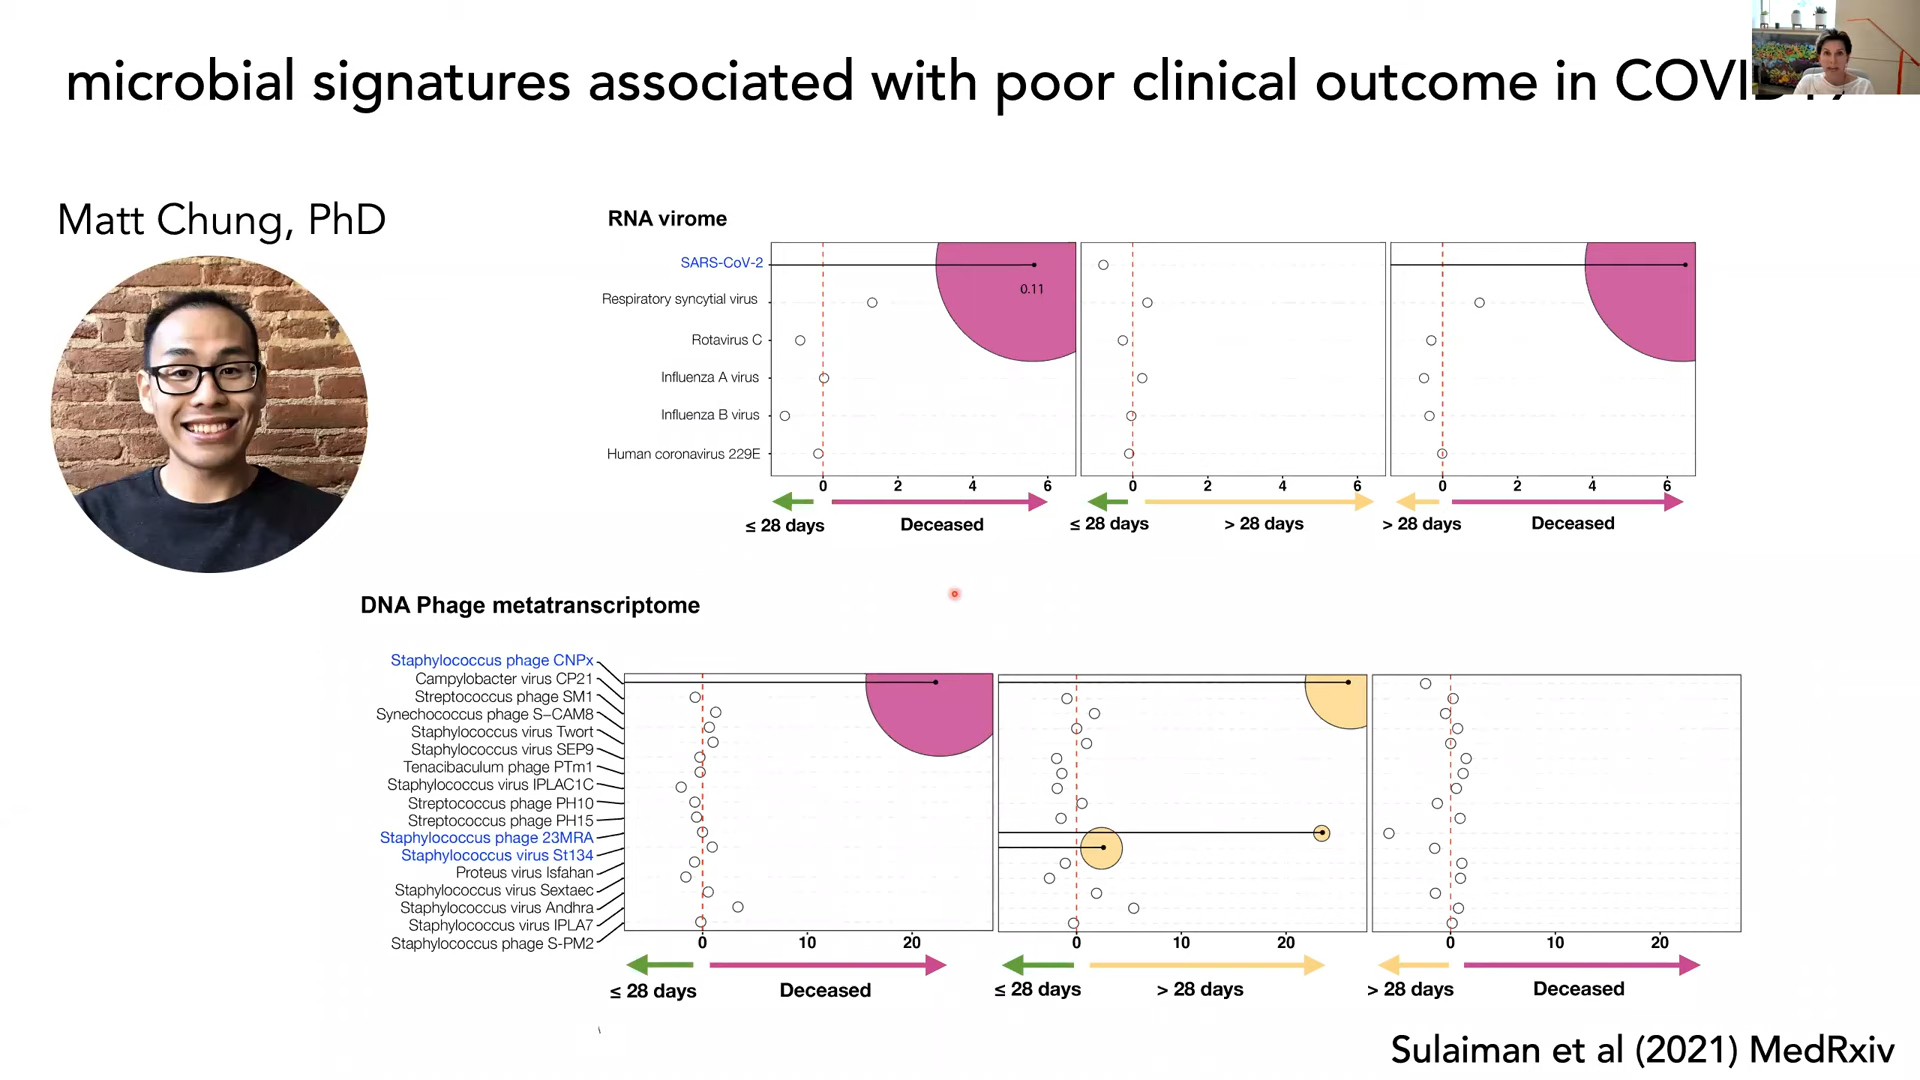 microbial signatures associated with poor clinical outcome in COVID
Matt Chung, PhD
RNA virome
SARS-CoV-2
0.11
Respiratory syncytial virus
Rotavirus C
Influenza A virus
Influenza B virus
Human coronavirus 229E
0 2 4 6 0 2 4 6 0 2 4 6
≤ 28 days Deceased ≤ 28 days > 28 days > 28 days Deceased
DNA Phage metatranscriptome
Staphylococcus phage CNPx
Campylobacter virus CP21
Streptococcus phage SM1
Synechococcus phage S-CAM8
Staphylococcus virus Twort
Staphylococcus virus SEP9
Tenacibaculum phage PTm1
Staphylococcus virus IPLAC1C
Streptococcus phage PH10
Streptococcus phage PH15
Staphylococcus phage 23MRA
Staphylococcus virus St134
Proteus virus Isfahan
Staphylococcus virus Sextaec
Staphylococcus virus Andhra
Staphylococcus virus IPLA7
Staphylococcus phage S-PM2
0 10 20 0 10 20 0 10 20
≤ 28 days Deceased ≤ 28 days > 28 days > 28 days Deceased
Sulaiman et al (2021) MedRxiv